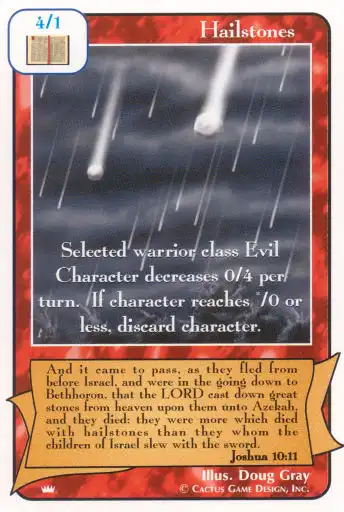 4/1
Hailstones
Selected warrior class Evil
Character decreases 0/4 per
turn. If character reaches */0 or
less, discard character.
And it came to pass, as they fled from
before Israel, and were in the going down to
Bethhoron, that the LORD cast down great
stones from heaven upon them unto Azekah,
and they died: they were more which died
with hailstones than they whom the
children of Israel slew with the sword.
Joshua 10:11
Illus. Doug Gray
© Cactus Game Design, Inc.